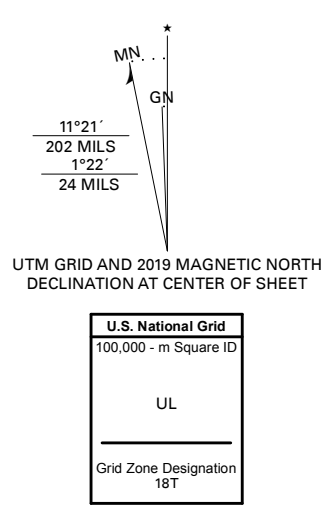 ★
MN
GN
11°21´
202 MILS
1°22´
24 MILS
UTM GRID AND 2019 MAGNETIC NORTH
DECLINATION AT CENTER OF SHEET
U.S. National Grid
100,000 - m Square ID
UL
Grid Zone Designation
18T